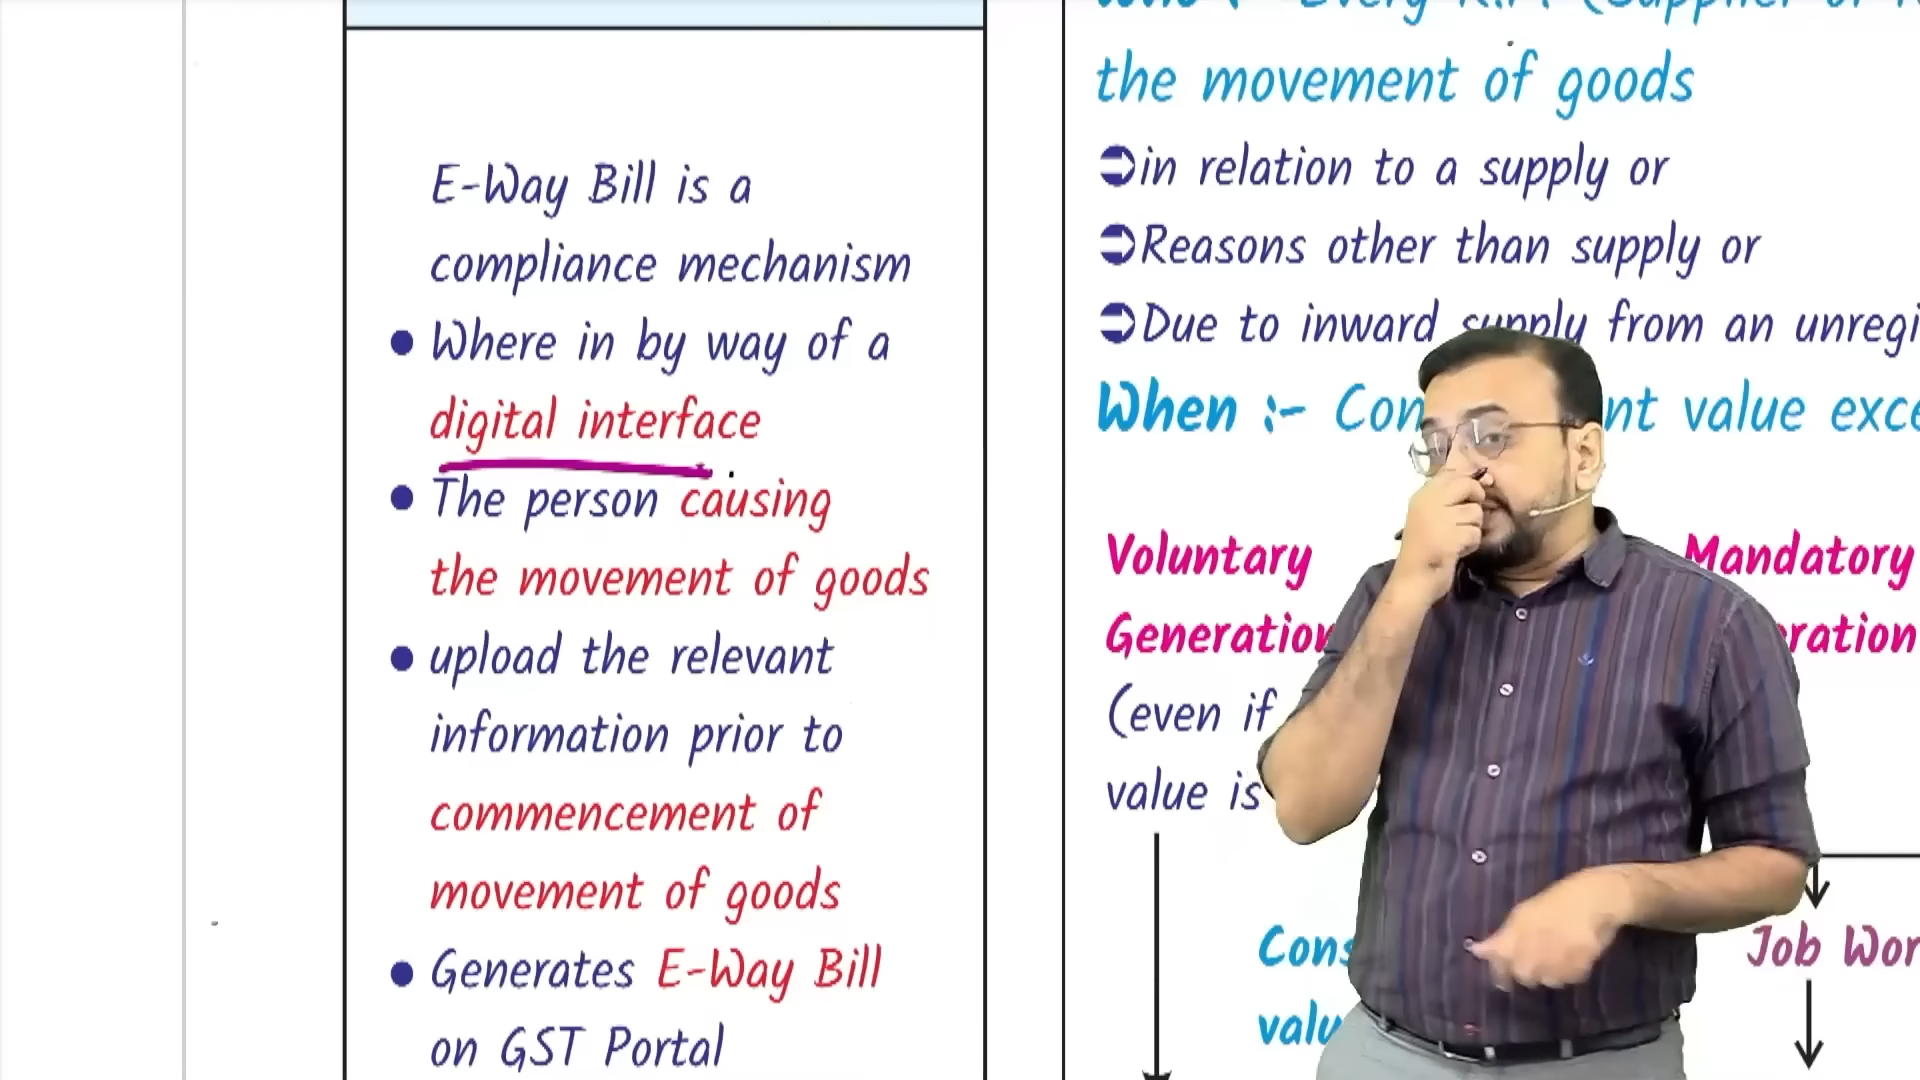 E-Way Bill is a
compliance mechanism
● Where in by way of a
digital interface
● The person causing
the movement of goods
● upload the relevant
information prior to
commencement of
movement of goods
● Generates E-Way Bill
on GST Portal
the movement of goods
➲in relation to a supply or
➲Reasons other than supply or
➲Due to inward supply from an
When :- value
Voluntary
Generation
(even if
value is
Mandatory
Job